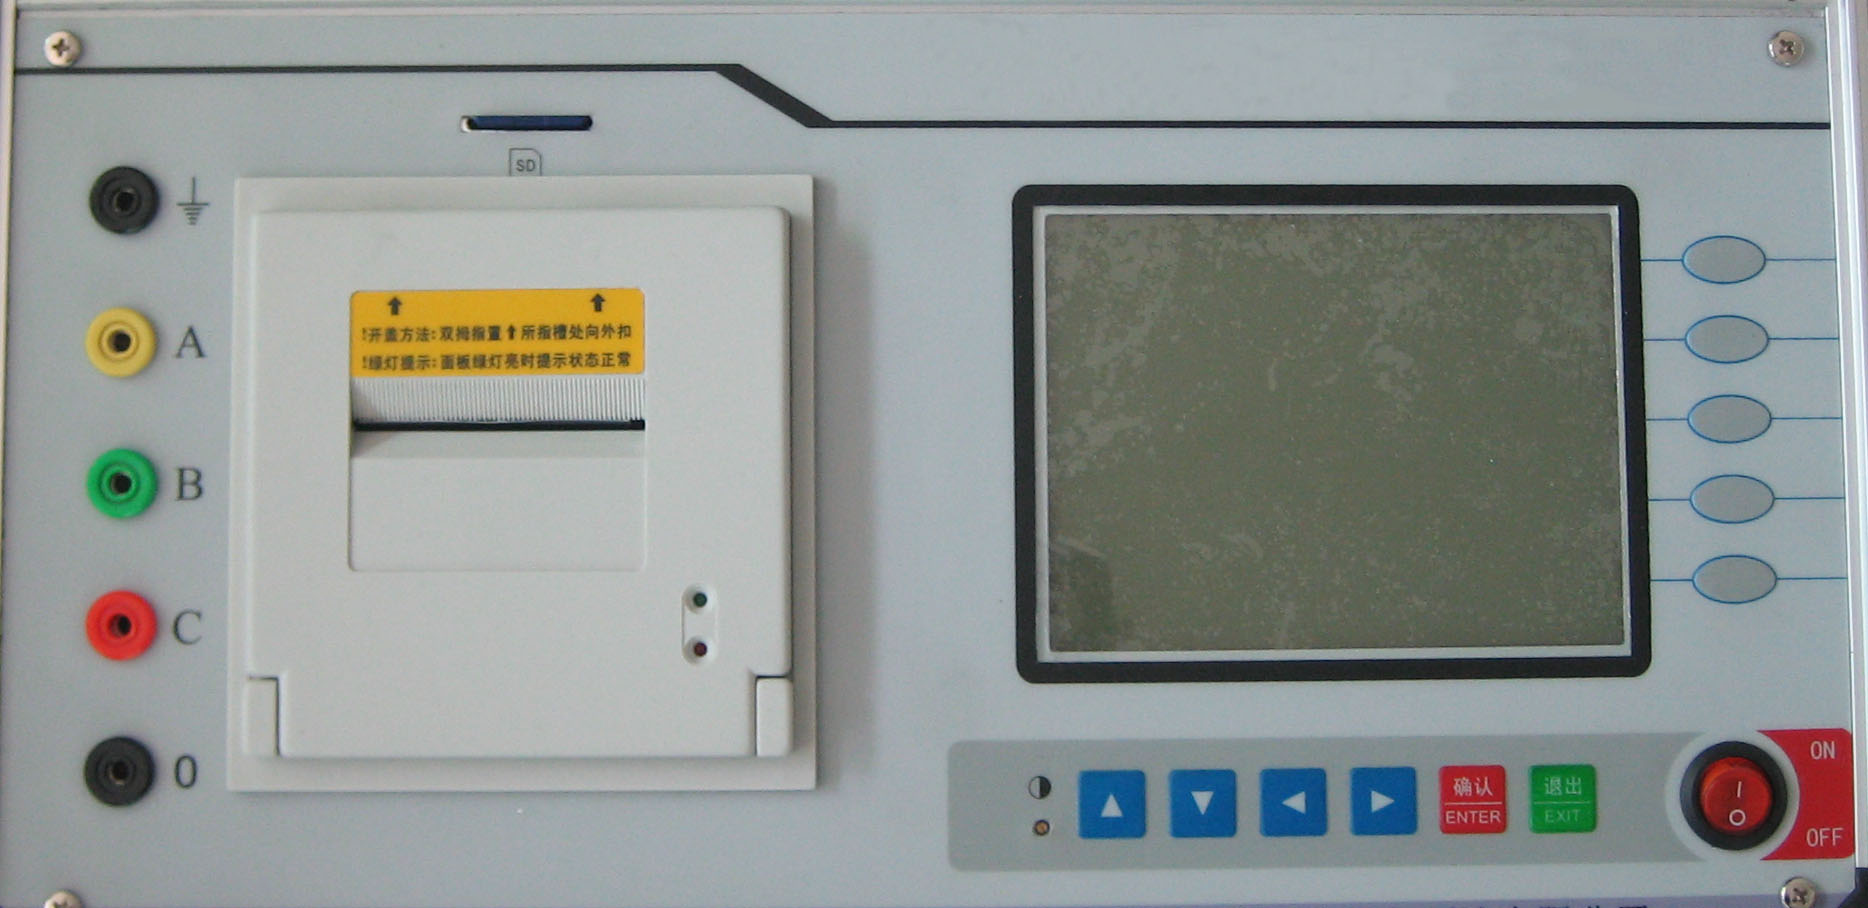 SD
A
B
C
0
!开盖方法:双拇指置⬆所指槽处向外扣
!绿灯提示:面板绿灯亮时提示状态正常
确认
ENTER
退出
EXIT
ON
I
O
OFF